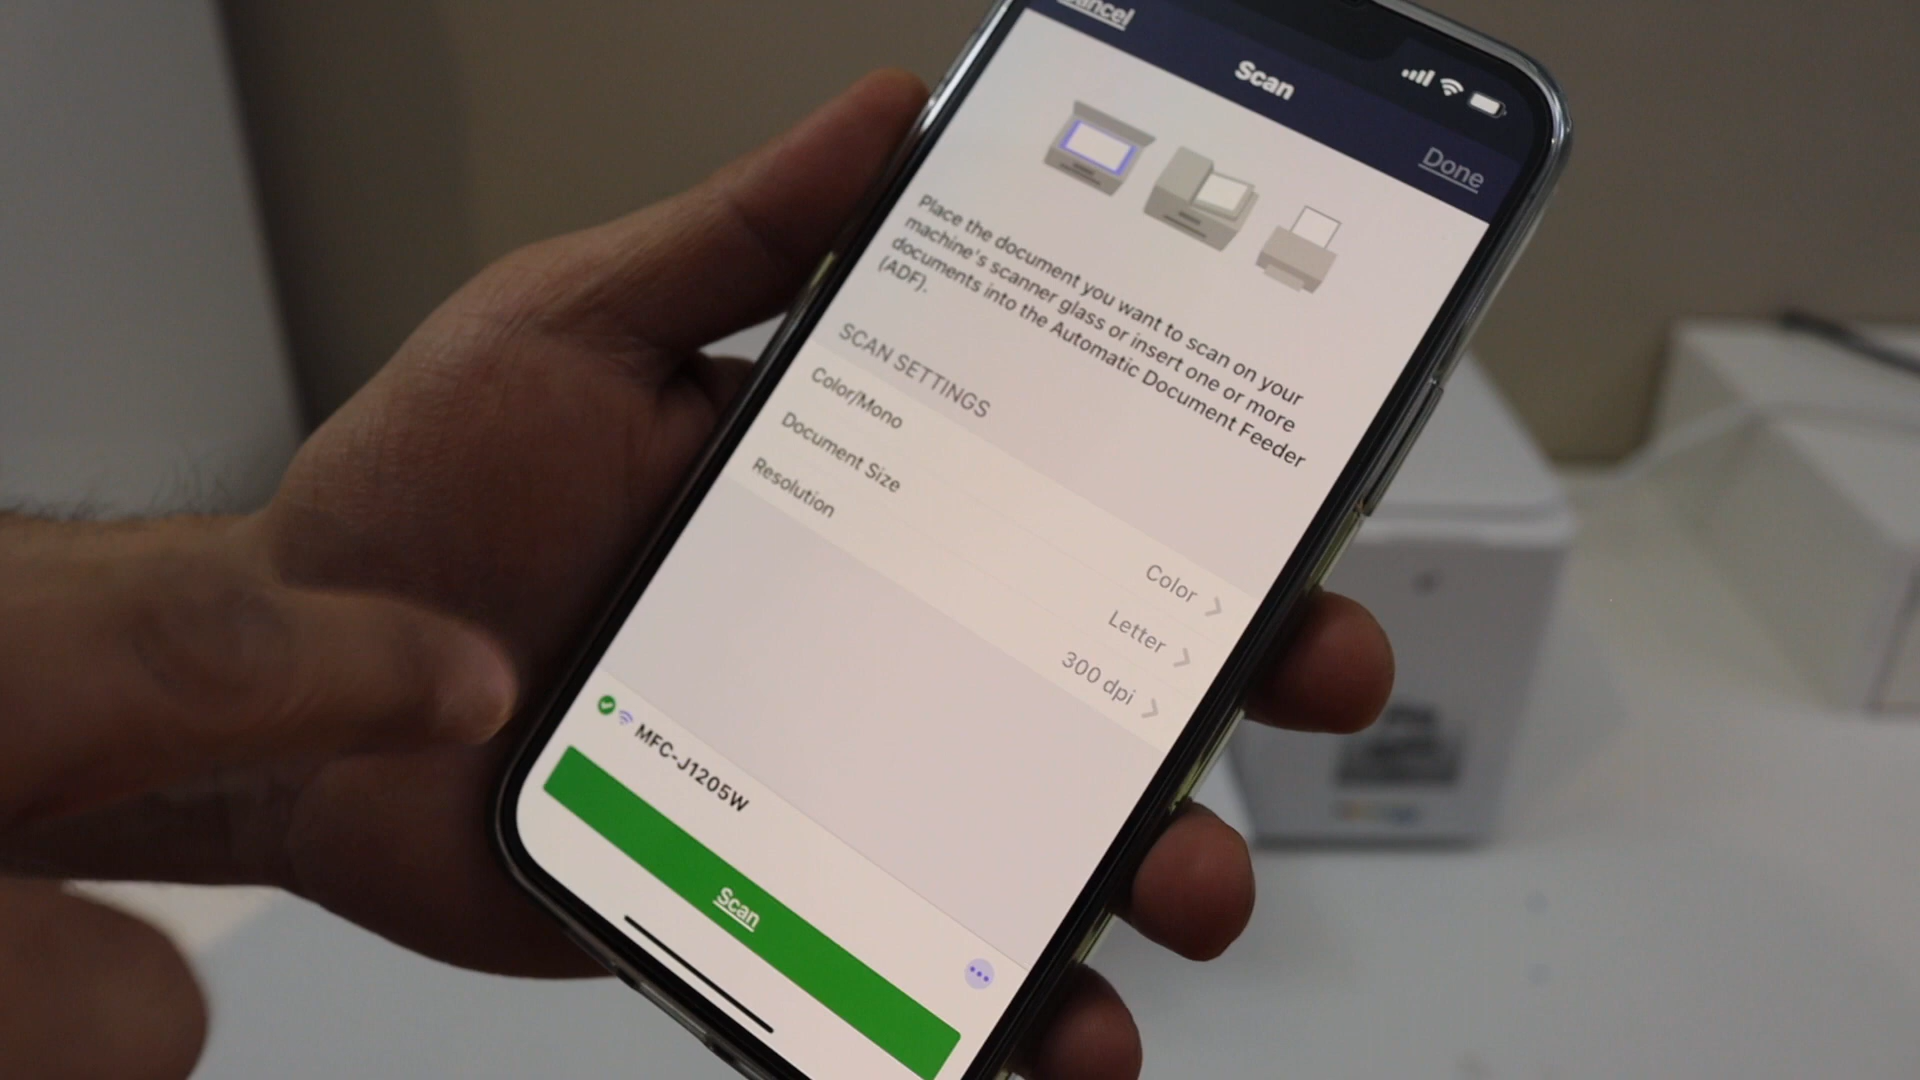 Cancel
Scan
Done
Place the document you want to scan on your
machine's scanner glass or insert one or more
documents into the Automatic Document Feeder
(ADF).
SCAN SETTINGS
Color/Mono
Color
Document Size
Letter
Resolution
300 dpi
MFC-J1205W
Scan